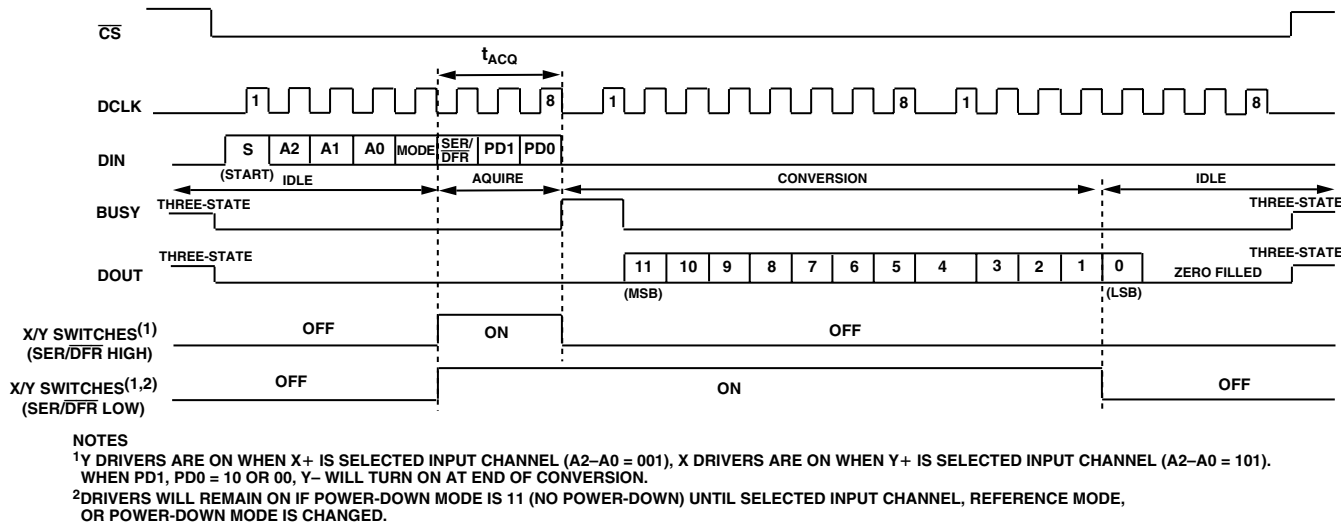 CS
tACQ
DCLK 1 8 1 8 1 8
DIN S A2 A1 A0 MODE SER/DFR PD1 PD0
(START)
IDLE AQUIRE CONVERSION IDLE
THREE-STATE THREE-STATE
BUSY
THREE-STATE THREE-STATE
DOUT 11 10 9 8 7 6 5 4 3 2 1 0 ZERO FILLED
(MSB) (LSB)
X/Y SWITCHES(1) OFF ON OFF
(SER/DFR HIGH)
X/Y SWITCHES(1,2) OFF ON OFF
(SER/DFR LOW)
NOTES
1Y DRIVERS ARE ON WHEN X+ IS SELECTED INPUT CHANNEL (A2–A0 = 001), X DRIVERS ARE ON WHEN Y+ IS SELECTED INPUT CHANNEL (A2–A0 = 101).
WHEN PD1, PD0 = 10 OR 00, Y– WILL TURN ON AT END OF CONVERSION.
2DRIVERS WILL REMAIN ON IF POWER-DOWN MODE IS 11 (NO POWER-DOWN) UNTIL SELECTED INPUT CHANNEL, REFERENCE MODE,
OR POWER-DOWN MODE IS CHANGED.